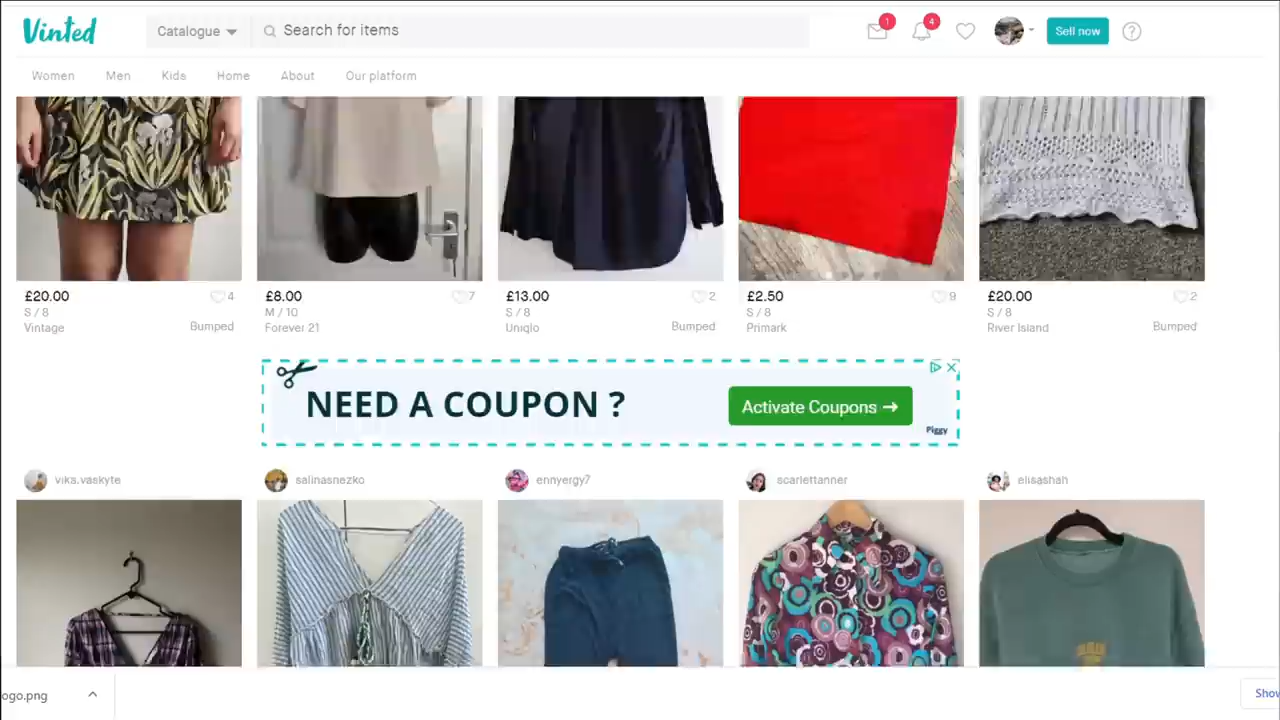 Vinted
Catalogue
Search for items
1
4
Sell now
?
Women Men Kids Home About Our platform
£20.00 4
S / 8
Vintage Bumped
£8.00 7
M / 10
Forever 21
£13.00 2
S / 8
Uniqlo Bumped
£2.50 9
S / 8
Primark
£20.00 2
S / 8
River Island Bumped
NEED A COUPON ?
Activate Coupons →
Piggy
vika.vaskyte
salinasnezko
ennyergy7
scarlettanner
elisashah
ogo.png
Show